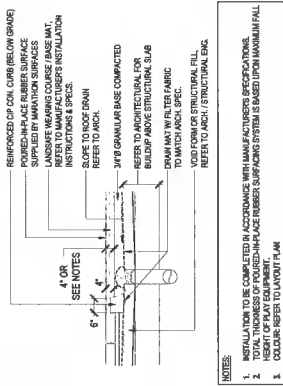 REINFORCED CIP CON. CURB (BELOW GRADE)
POURED-IN-PLACE RUBBER SURFACE
SUPPLIED BY MARATHON SURFACES
LANDSAFE WEARING COURSE / BASE MAT,
REFER TO MANUFACTURER'S INSTALLATION
INSTRUCTIONS & SPECS.
SLOPE TO ROOF DRAIN
REFER TO ARCH.
3/4"Ø GRANULAR BASE COMPACTED
REFER TO ARCHITECTURAL FOR
BUILDUP ABOVE STRUCTURAL SLAB
DRAIN MAT W/ FILTER FABRIC
TO MATCH ARCH. SPEC.
VOID FORM OR STRUCTURAL FILL,
REFER TO ARCH. / STRUCTURAL ENG.
4" OR
SEE NOTES
4"
6"
NOTES:
1. INSTALLATION TO BE COMPLETED IN ACCORDANCE WITH MANUFACTURER'S SPECIFICATIONS.
2. TOTAL THICKNESS OF POURED-IN-PLACE RUBBER SURFACING SYSTEM IS BASED UPON MAXIMUM FALL
HEIGHT OF PLAY EQUIPMENT.
3. COLOUR: REFER TO LAYOUT PLAN